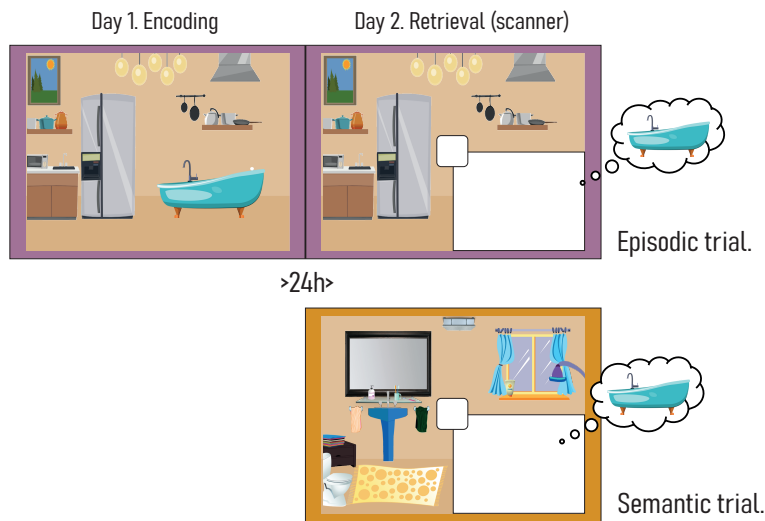 Day 1. Encoding
Day 2. Retrieval (scanner)
Episodic trial.
>24h>
Semantic trial.